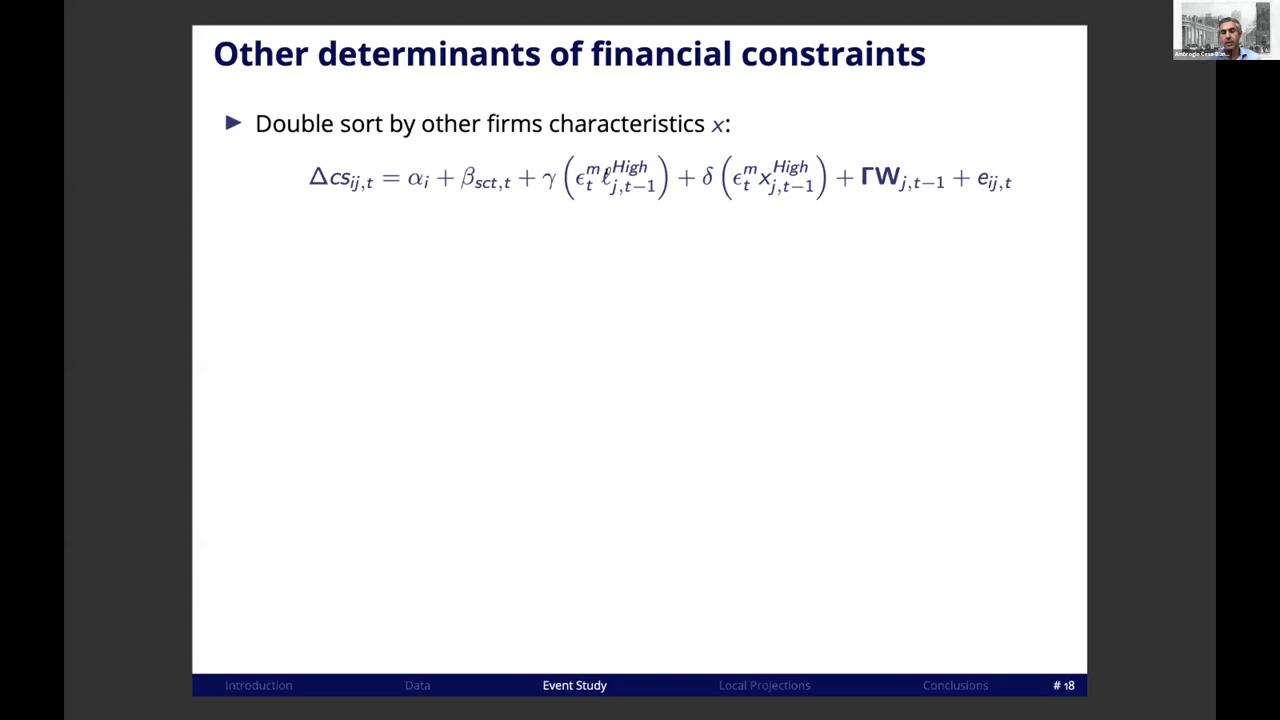 Other determinants of financial constraints
▶ Double sort by other firms characteristics x:
Δcs_{ij,t} = α_i + β_{sct,t} + γ (ϵ_t^m ℓ_{j,t−1}^{High}) + δ (ϵ_t^m x_{j,t−1}^{High}) + ΓW_{j,t−1} + e_{ij,t}
Introduction Data Event Study Local Projections Conclusions # 18